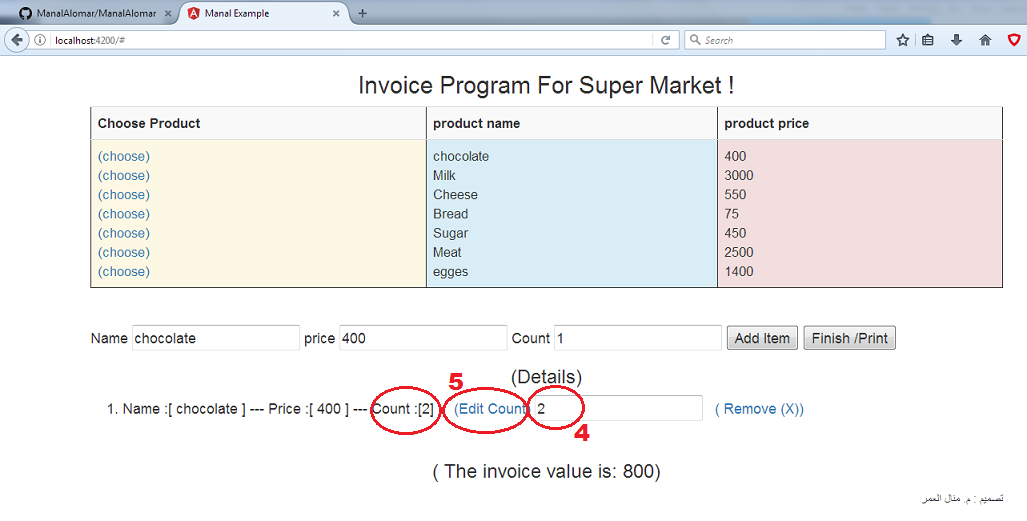 ManalAlomar/ManalAlomar × Manal Example × +
localhost:4200/# Search
Invoice Program For Super Market !
Choose Product product name product price
(choose) chocolate 400
(choose) Milk 3000
(choose) Cheese 550
(choose) Bread 75
(choose) Sugar 450
(choose) Meat 2500
(choose) egges 1400
Name chocolate price 400 Count 1 Add Item Finish /Print
(Details)
5
1. Name :[ chocolate ] --- Price :[ 400 ] --- Count :[2] (Edit Count) 2 ( Remove (X))
4
( The invoice value is: 800)
تصميم : م. منال العمر